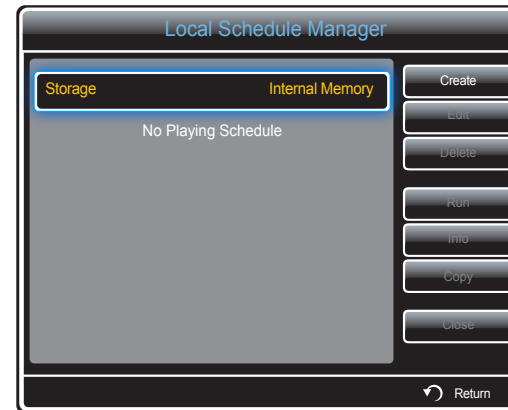 Local Schedule Manager
Storage Internal Memory
No Playing Schedule
Create
Edit
Delete
Run
Info
Copy
Close
Return